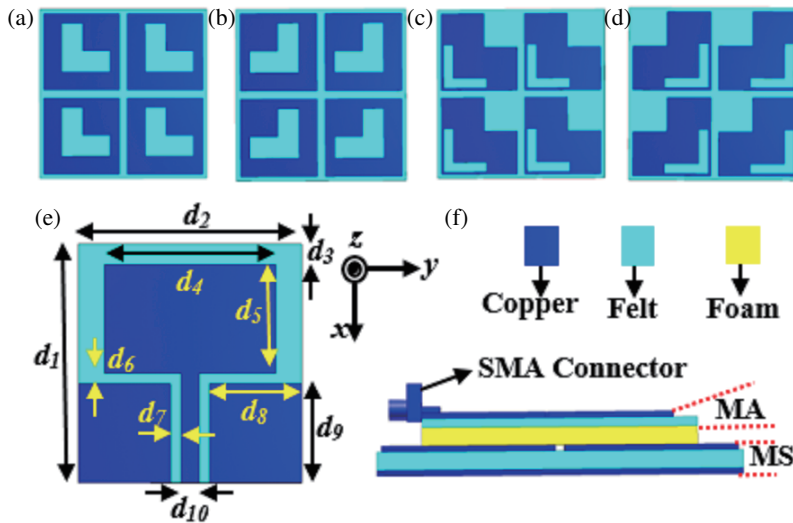 (a) (b) (c) (d)
(e) (f)
d2
d3
d4
d5
d1
d6
d7
d8
d9
d10
z
y
x
Copper Felt Foam
SMA Connector
MA
MS